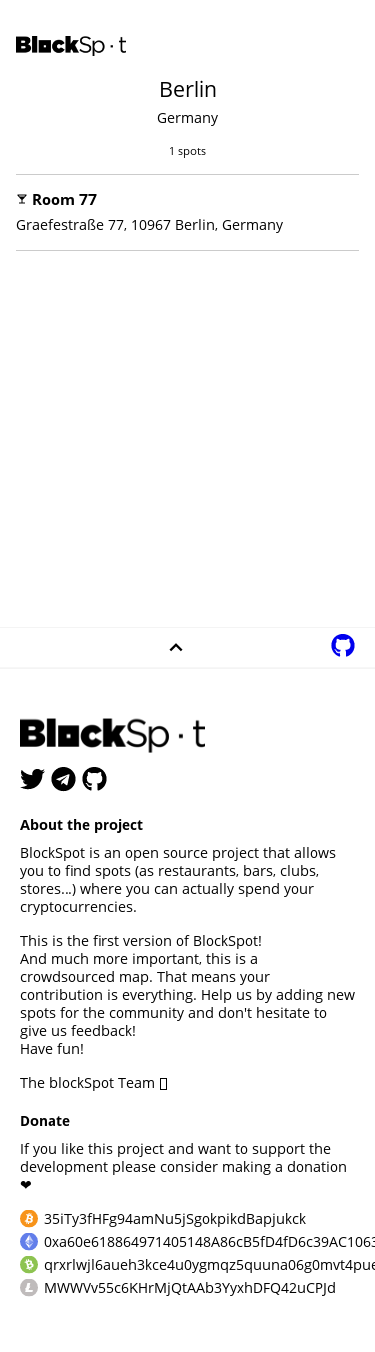 BlockSp·t
Berlin
Germany
1 spots
Room 77
Graefestraße 77, 10967 Berlin, Germany
BlockSp·t
About the project
BlockSpot is an open source project that allows
you to find spots (as restaurants, bars, clubs,
stores...) where you can actually spend your
cryptocurrencies.
This is the first version of BlockSpot!
And much more important, this is a
crowdsourced map. That means your
contribution is everything. Help us by adding new
spots for the community and don't hesitate to
give us feedback!
Have fun!
The blockSpot Team
Donate
If you like this project and want to support the
development please consider making a donation
❤
35iTy3fHFg94amNu5jSgokpikdBapjukck
0xa60e618864971405148A86cB5fD4fD6c39AC1063
qrxrlwjl6aueh3kce4u0ygmqz5quuna06g0mvt4pue
MWWVv55c6KHrMjQtAAb3YyxhDFQ42uCPJd